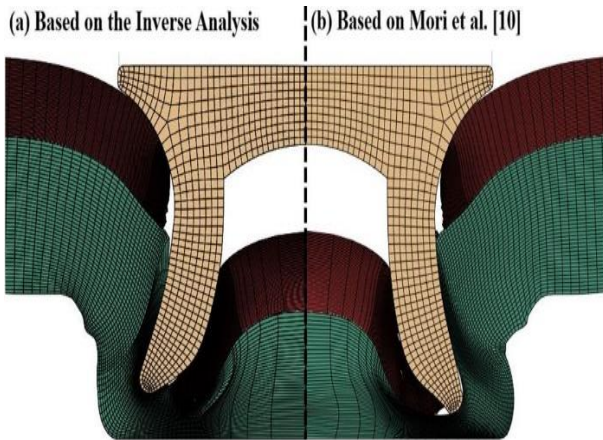 (a) Based on the Inverse Analysis
(b) Based on Mori et al. [10]